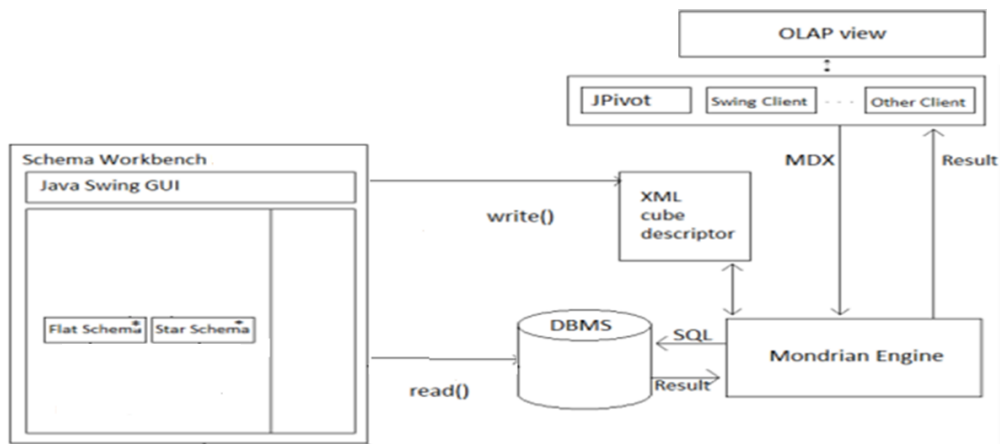 OLAP view
JPivot
Swing Client
Other Client
MDX
Result
Schema Workbench
Java Swing GUI
write()
XML
cube
descriptor
Flat Schema*
Star Schema*
DBMS
SQL
Result
Mondrian Engine
read()